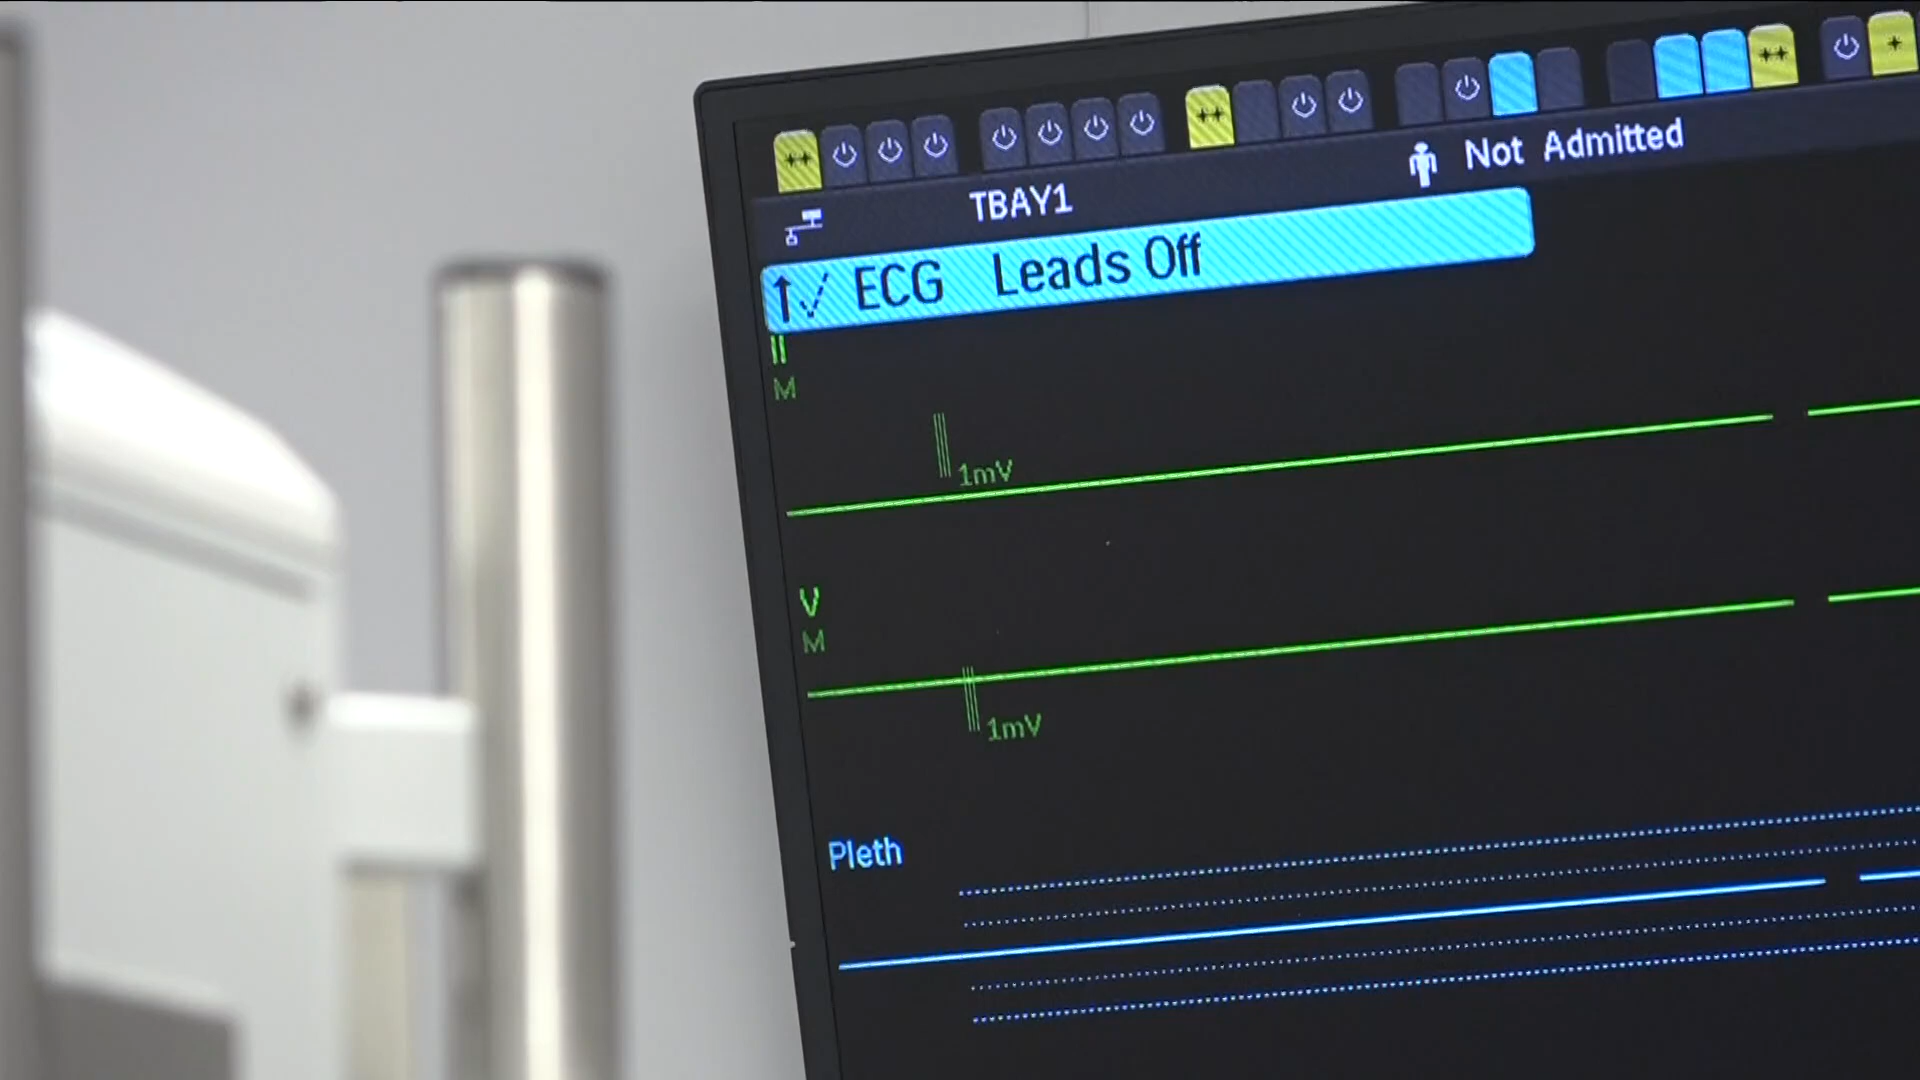 TBAY1 Not Admitted
ECG Leads Off
II
M
1mV
V
M
1mV
Pleth